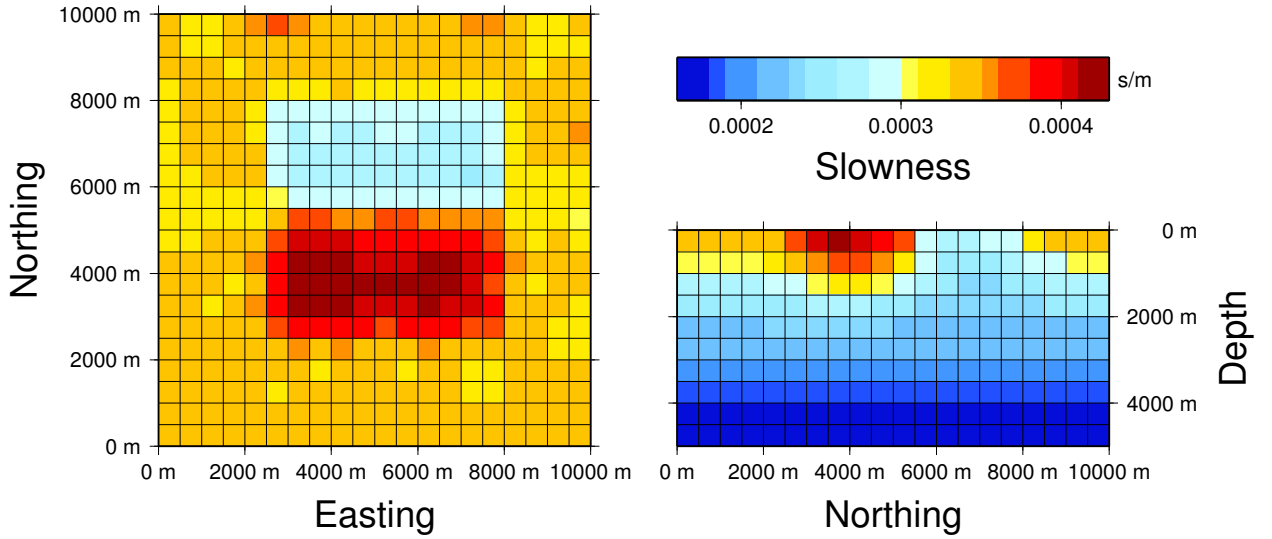 10000 m
8000 m
6000 m
4000 m
2000 m
0 m
Northing
0 m 2000 m 4000 m 6000 m 8000 m 10000 m
Easting
s/m
0.0002 0.0003 0.0004
Slowness
0 m
2000 m
4000 m
Depth
0 m 2000 m 4000 m 6000 m 8000 m 10000 m
Northing